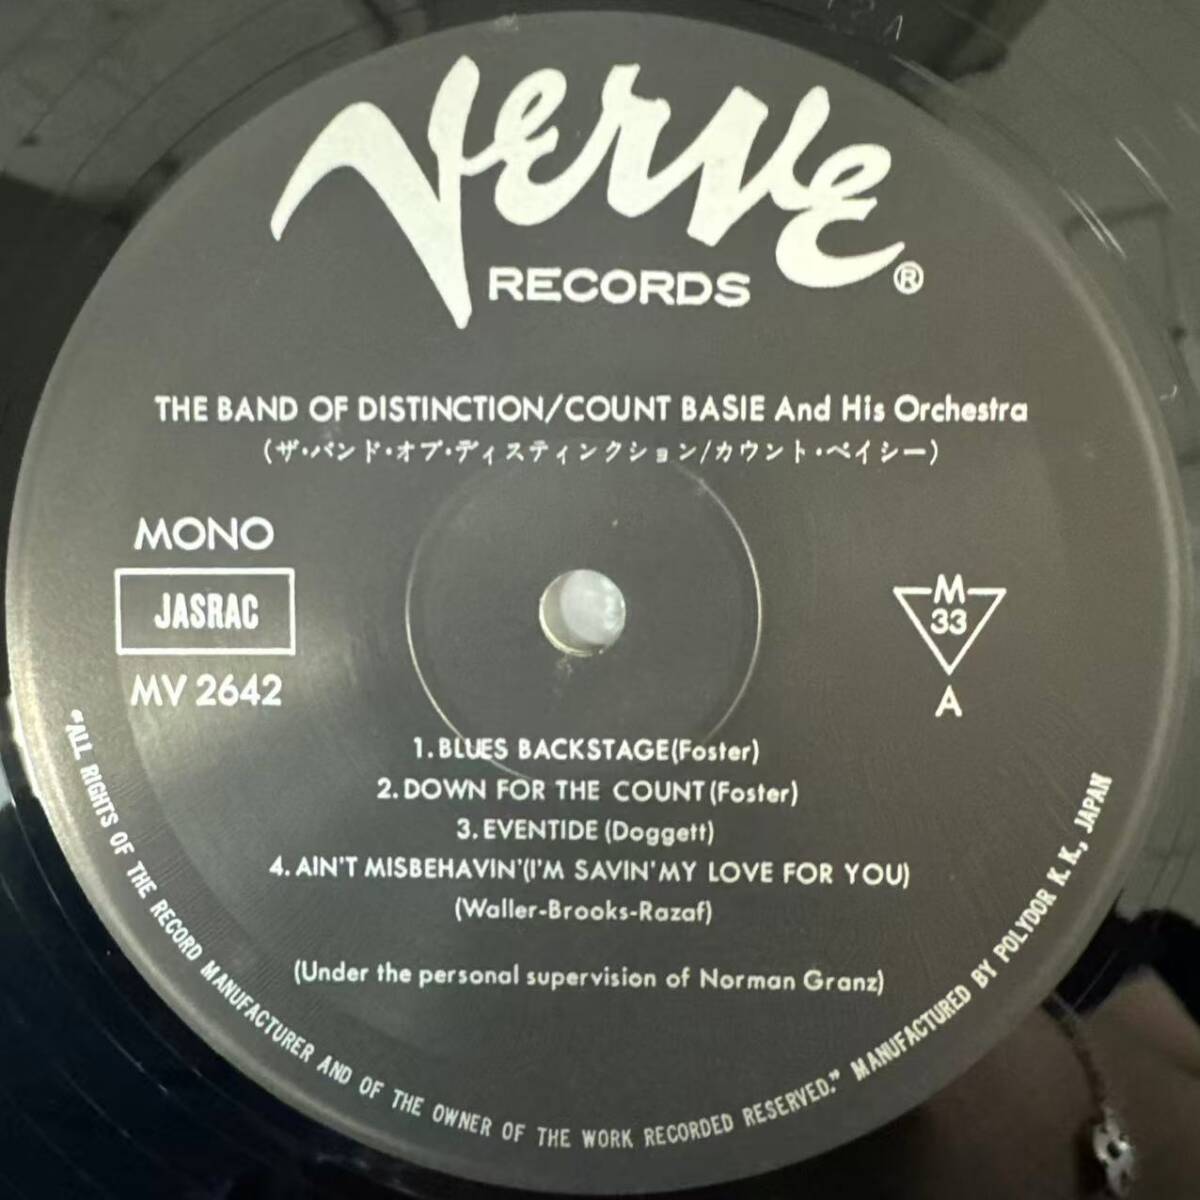 Verve
RECORDS ®
THE BAND OF DISTINCTION/COUNT BASIE And His Orchestra
(ザ・バンド・オブ・ディスティンクション/カウント・ベイシー)
MONO
JASRAC
MV 2642
M
33
A
1. BLUES BACKSTAGE(Foster)
2. DOWN FOR THE COUNT(Foster)
3. EVENTIDE (Doggett)
4. AIN'T MISBEHAVIN'(I'M SAVIN' MY LOVE FOR YOU)
(Waller-Brooks-Razaf)
(Under the personal supervision of Norman Granz)
"ALL RIGHTS OF THE RECORD MANUFACTURER AND OF THE OWNER OF THE WORK RECORDED RESERVED." MANUFACTURED BY POLYDOR K. K., JAPAN